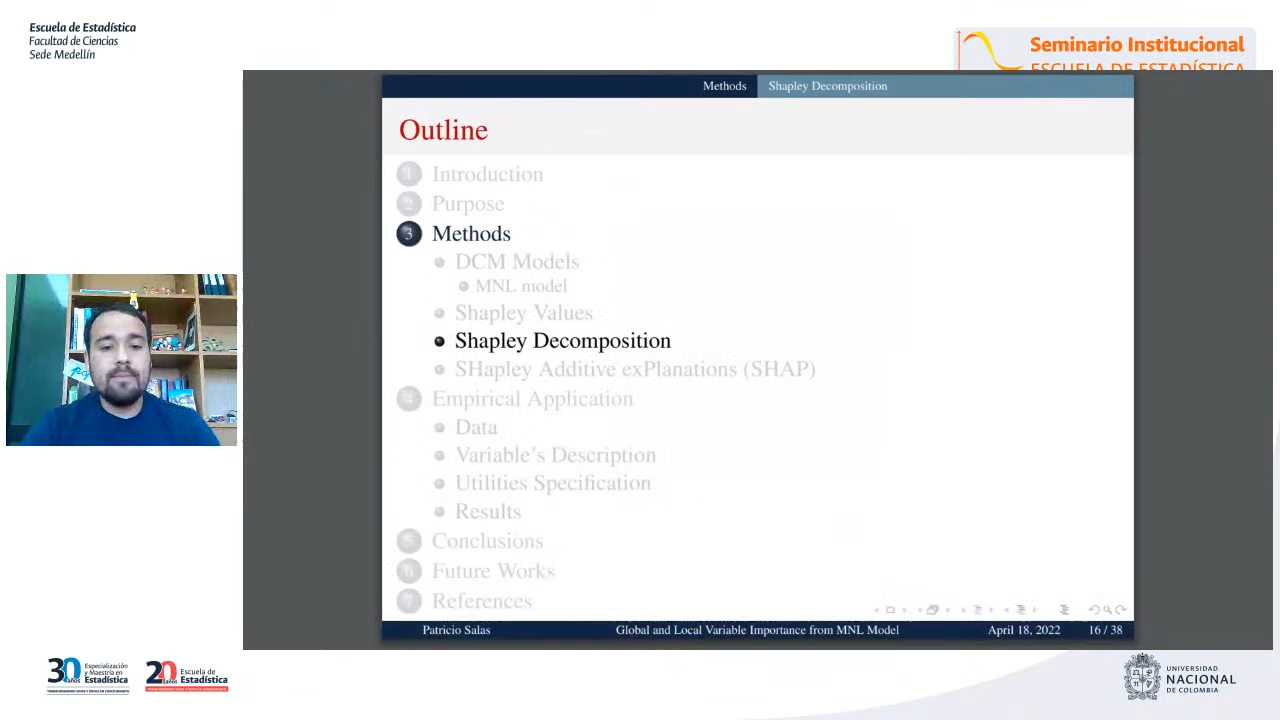 Escuela de Estadística
Facultad de Ciencias
Sede Medellín
Seminario Institucional
ESCUELA DE ESTADÍSTICA
Methods
Shapley Decomposition
Outline
1 Introduction
2 Purpose
3 Methods
DCM Models
MNL model
Shapley Values
Shapley Decomposition
SHapley Additive exPlanations (SHAP)
4 Empirical Application
Data
Variable's Description
Utilities Specification
Results
5 Conclusions
6 Future Works
7 References
Patricio Salas
Global and Local Variable Importance from MNL Model
April 18, 2022
16 / 38
30 años
Especialización
y Maestría en
Estadística
20 años
Escuela de
Estadística
UNIVERSIDAD
NACIONAL
DE COLOMBIA